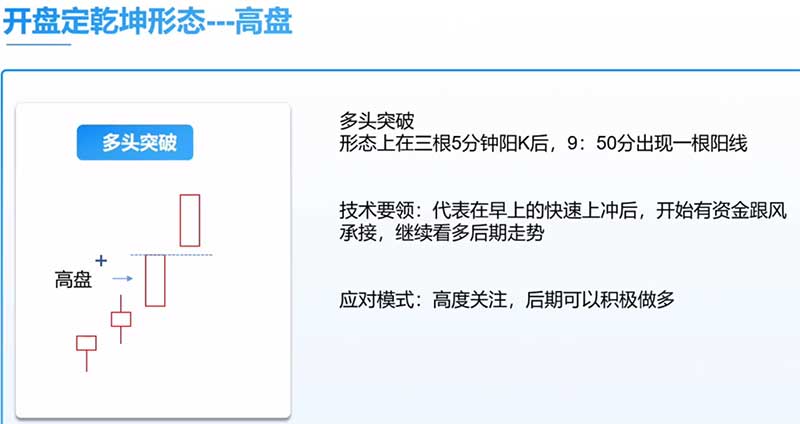 开盘定乾坤形态---高盘
多头突破
+
高盘
多头突破
形态上在三根5分钟阳K后，9：50分出现一根阳线
技术要领：代表在早上的快速上冲后，开始有资金跟风
承接，继续看多后期走势
应对模式：高度关注，后期可以积极做多